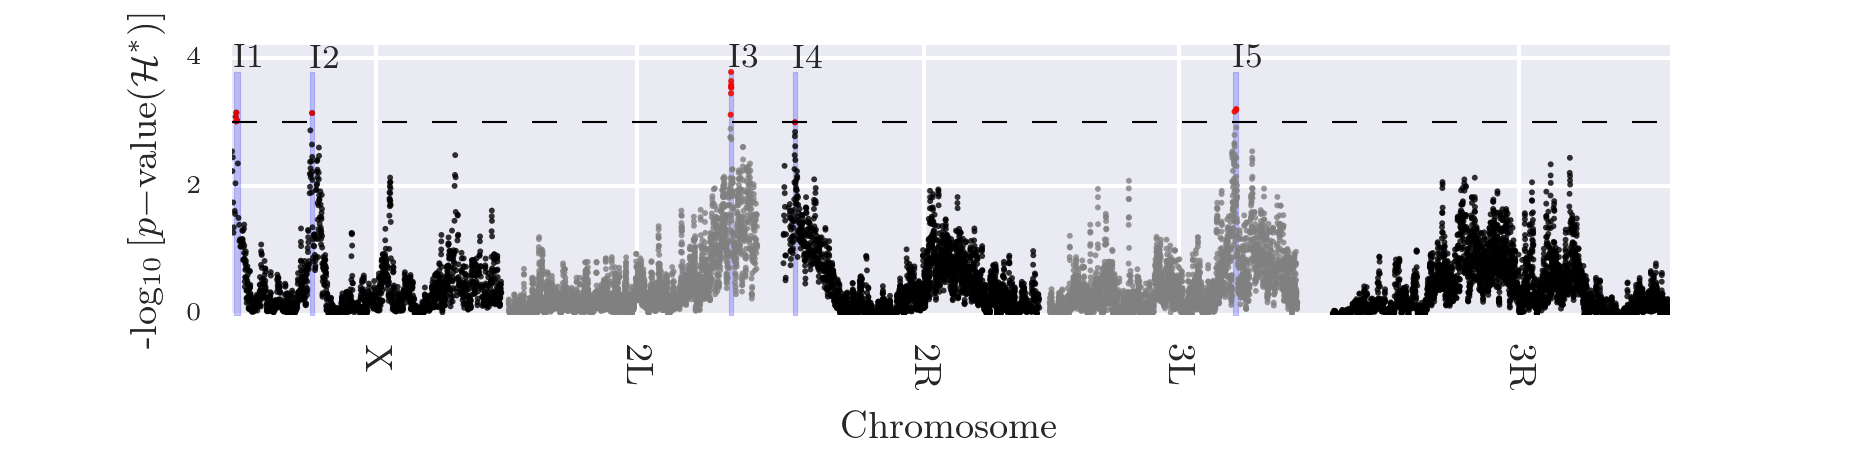 -log10 [p−value(ℋ*)]
4
2
0
I1 I2 I3 I4 I5
X 2L 2R 3L 3R
Chromosome